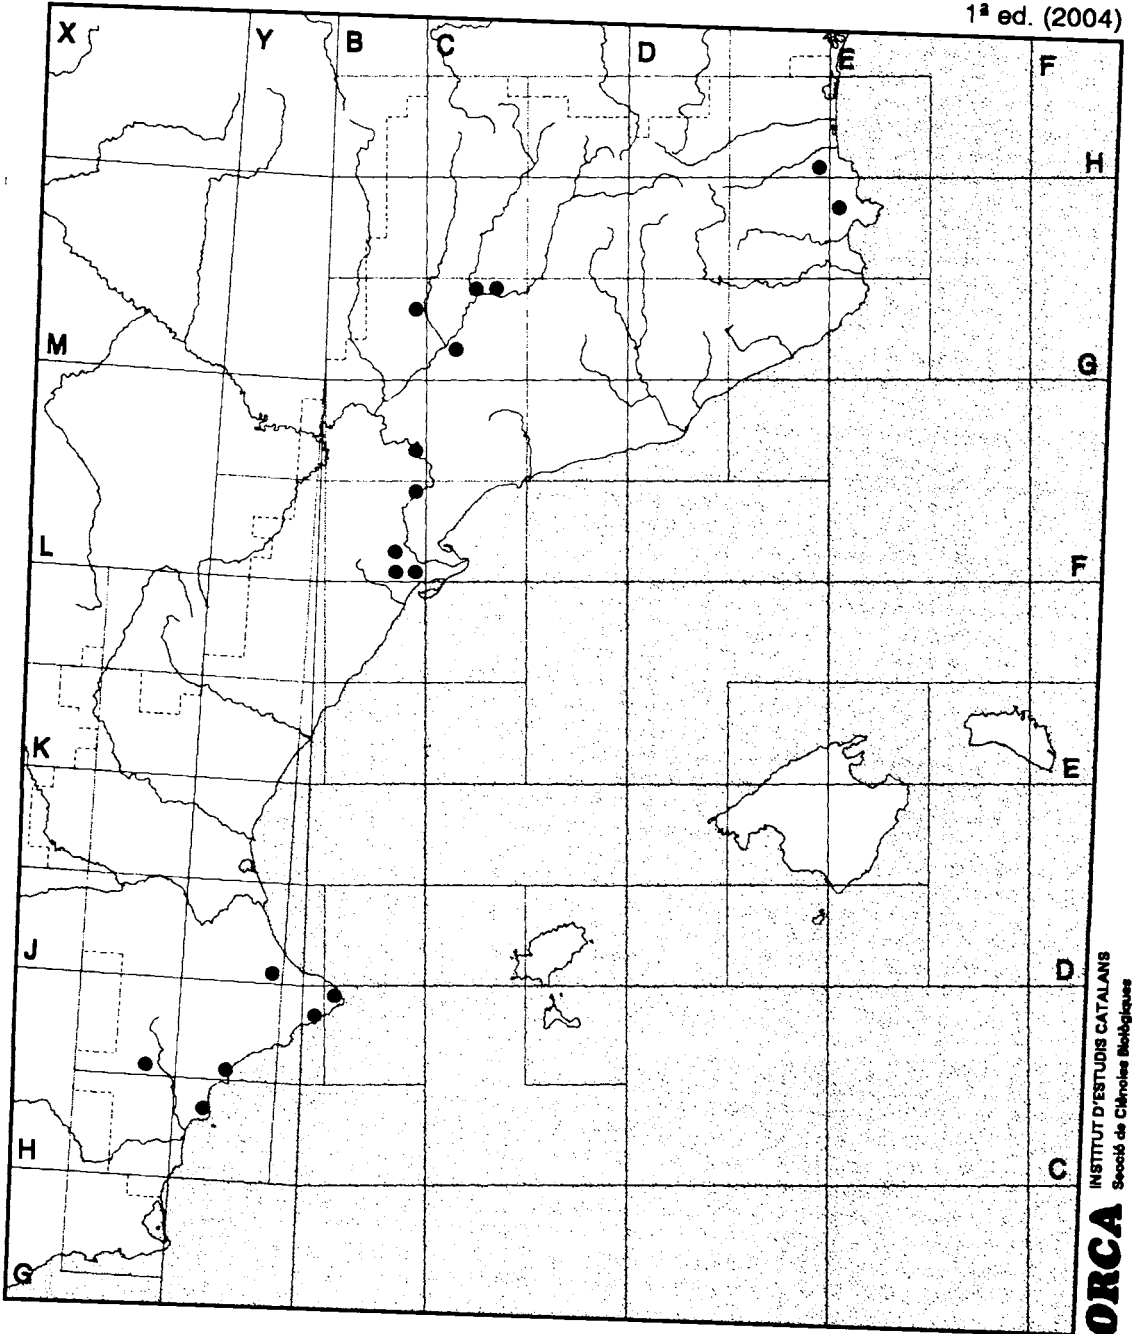 1ª ed. (2004)
X
Y
B
C
D
E
F
H
M
G
L
F
K
E
J
D
H
C
G
INSTITUT D'ESTUDIS CATALANS
Secció de Ciències Biològiques
ORCA